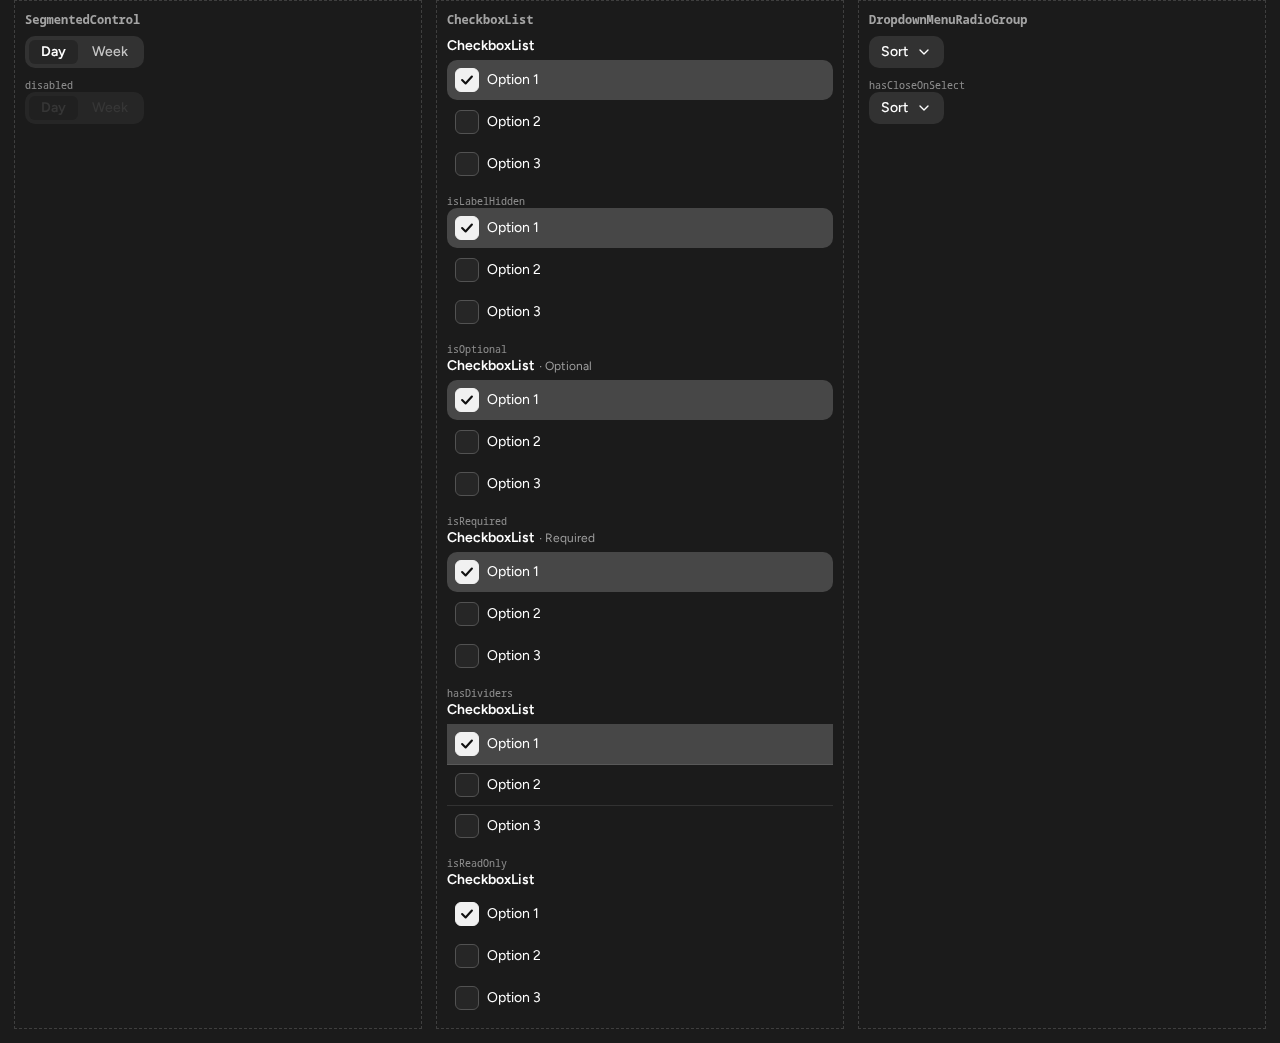 SegmentedControl
Day Week
disabled
Day Week
CheckboxList
CheckboxList
Option 1
Option 2
Option 3
isLabelHidden
Option 1
Option 2
Option 3
isOptional
CheckboxList · Optional
Option 1
Option 2
Option 3
isRequired
CheckboxList · Required
Option 1
Option 2
Option 3
hasDividers
CheckboxList
Option 1
Option 2
Option 3
isReadOnly
CheckboxList
Option 1
Option 2
Option 3
DropdownMenuRadioGroup
Sort
hasCloseOnSelect
Sort